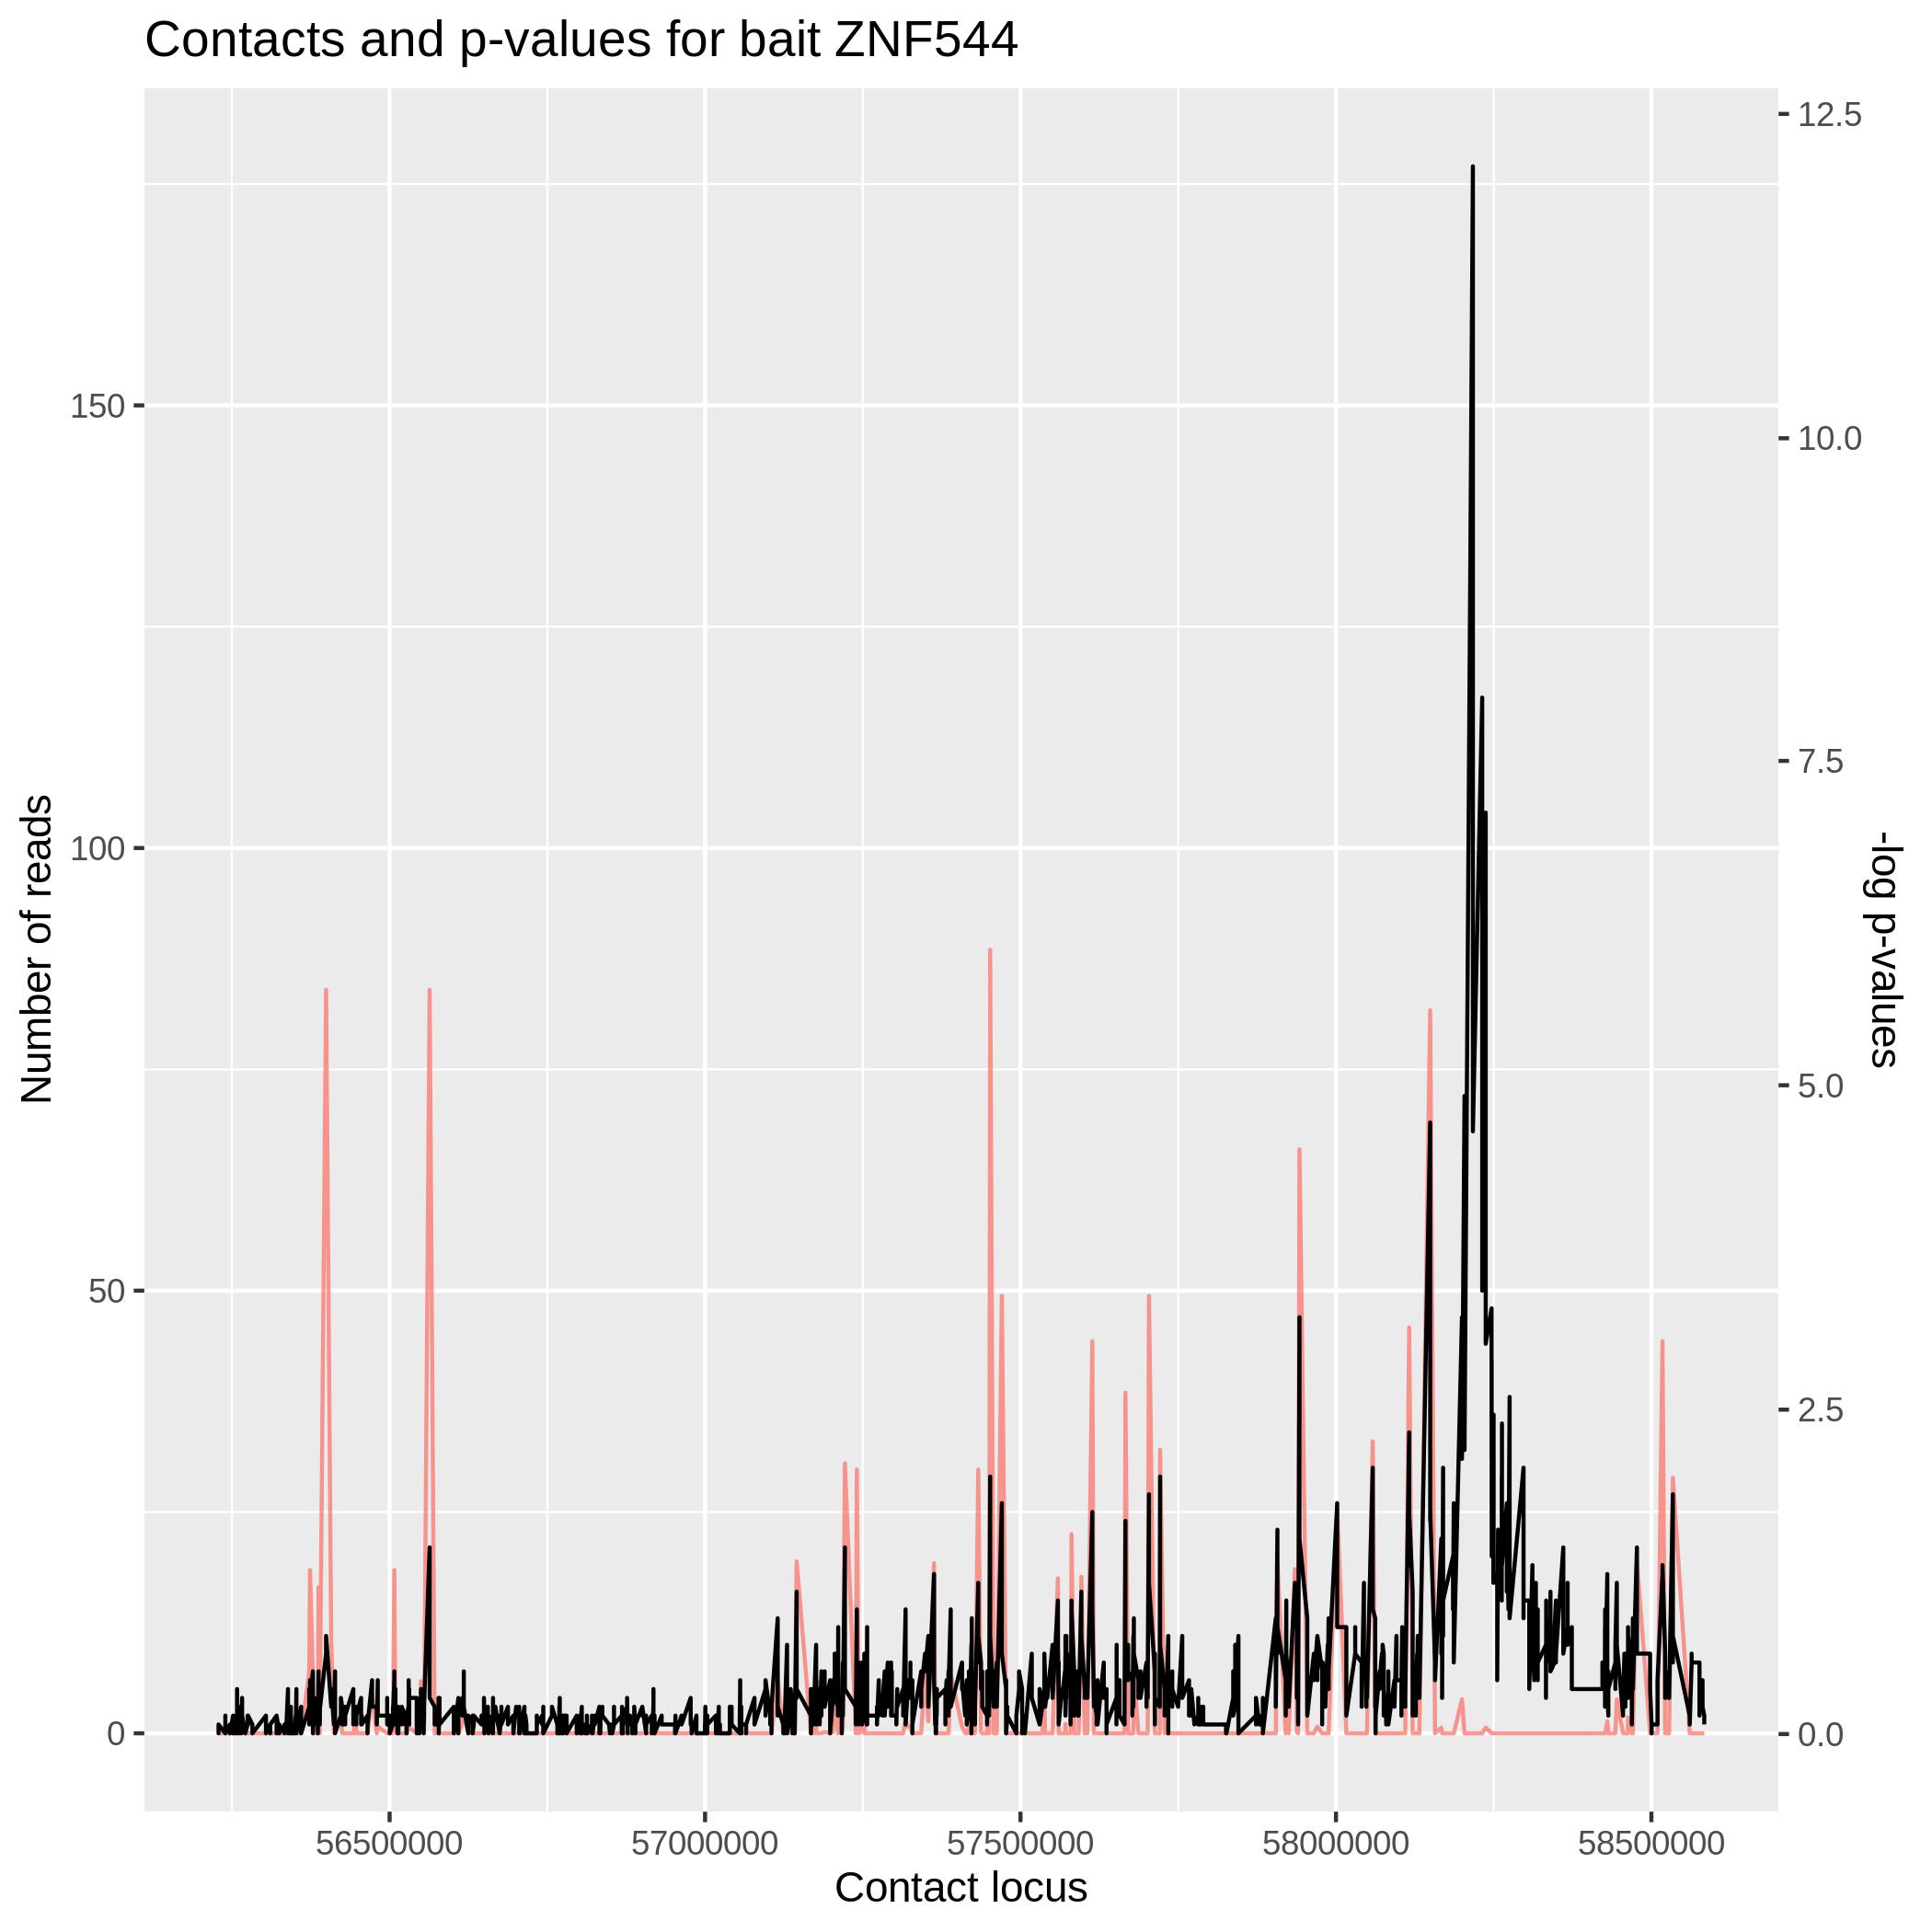 Contacts and p-values for bait ZNF544
Number of reads
150
100
50
0
12.5
10.0
7.5
5.0
2.5
0.0
-log p-values
56500000 57000000 57500000 58000000 58500000
Contact locus